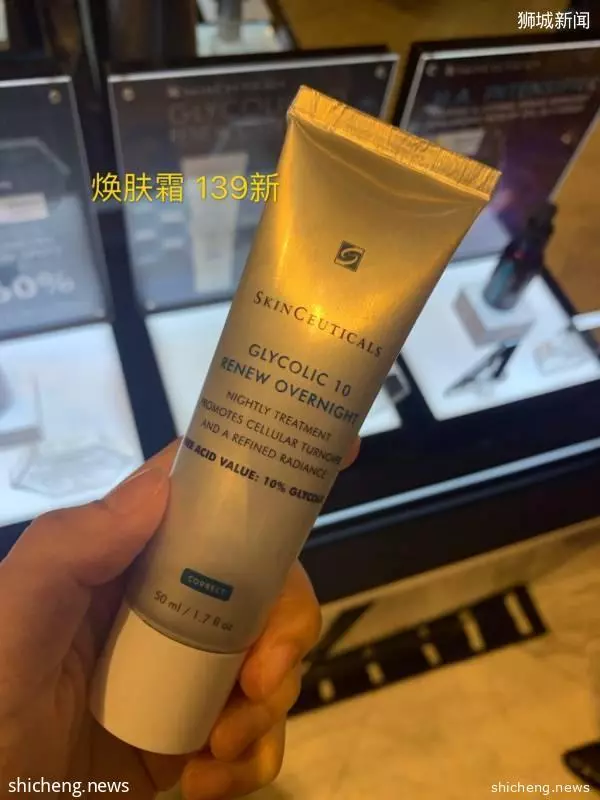 狮城新闻
GLYCOLIC
焕肤霜 139新
SKINCEUTICALS
GLYCOLIC 10
RENEW OVERNIGHT
NIGHTLY TREATMENT
PROMOTES CELLULAR TURNOVER
AND A REFINED RADIANCE
ACID VALUE: 10% GLYCOLIC
CORRECT
50 ml / 1.7 fl oz
shicheng.news
shicheng.news